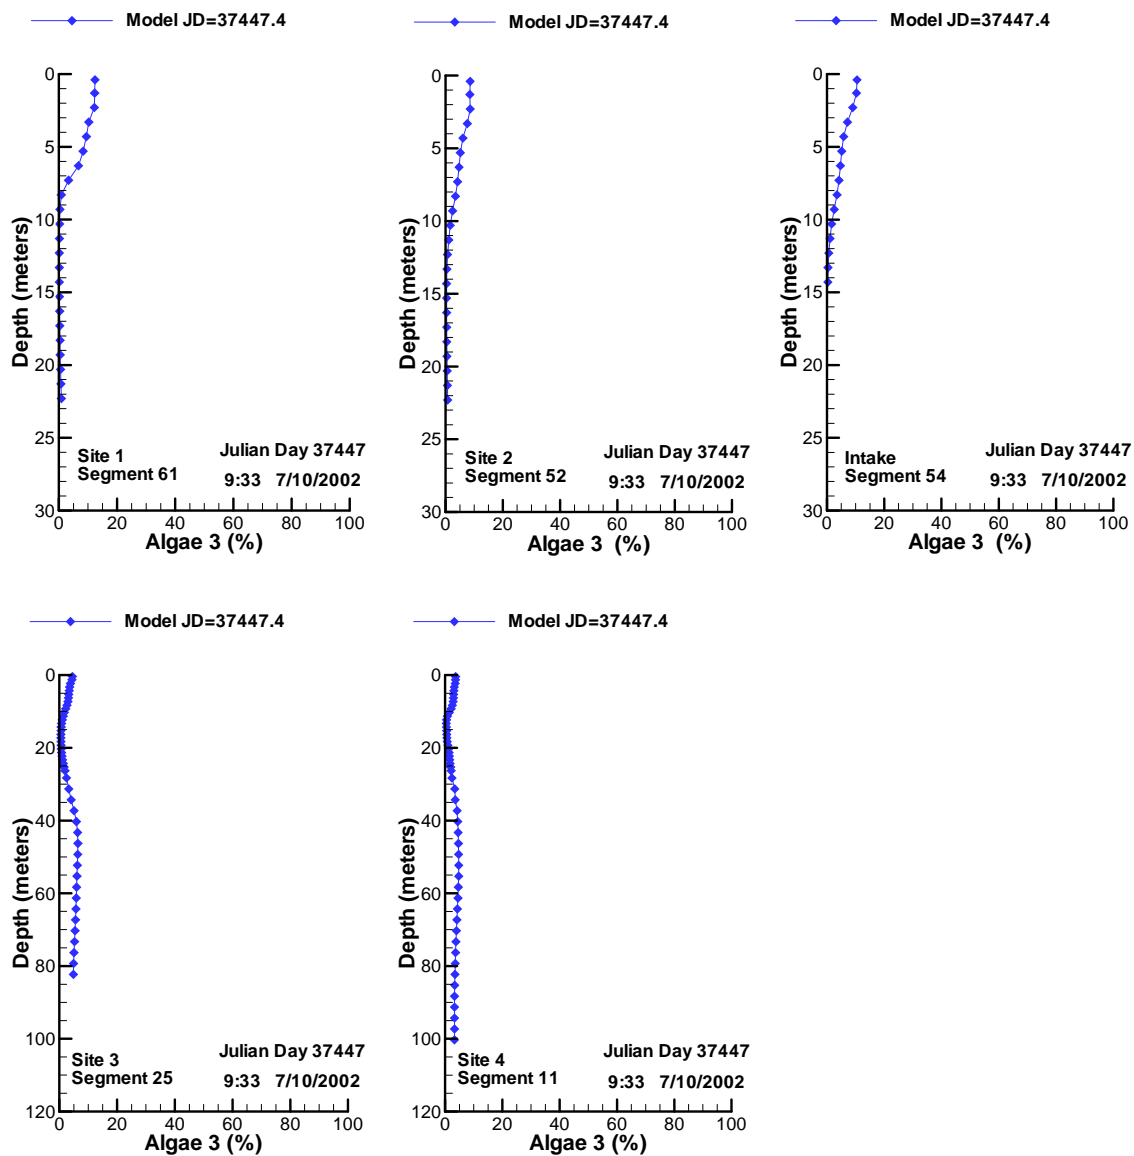 Model JD=37447.4
0
5
10
15
20
25
30
Depth (meters)
Site 1
Segment 61
Julian Day 37447
9:33 7/10/2002
0 20 40 60 80 100
Algae 3 (%)
Model JD=37447.4
0
5
10
15
20
25
30
Depth (meters)
Site 2
Segment 52
Julian Day 37447
9:33 7/10/2002
0 20 40 60 80 100
Algae 3 (%)
Model JD=37447.4
0
5
10
15
20
25
30
Depth (meters)
Intake
Segment 54
Julian Day 37447
9:33 7/10/2002
0 20 40 60 80 100
Algae 3 (%)
Model JD=37447.4
0
20
40
60
80
100
120
Depth (meters)
Site 3
Segment 25
Julian Day 37447
9:33 7/10/2002
0 20 40 60 80 100
Algae 3 (%)
Model JD=37447.4
0
20
40
60
80
100
120
Depth (meters)
Site 4
Segment 11
Julian Day 37447
9:33 7/10/2002
0 20 40 60 80 100
Algae 3 (%)